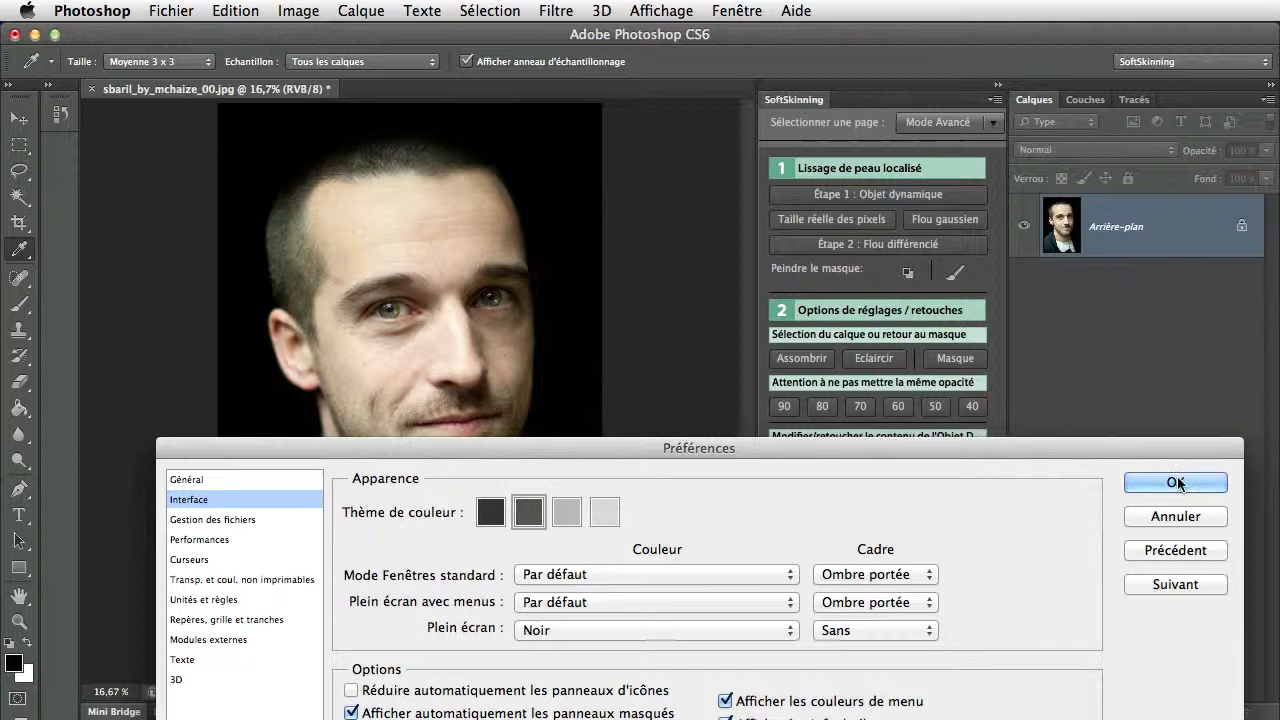 Photoshop Fichier Edition Image Calque Texte Sélection Filtre 3D Affichage Fenêtre Aide
Adobe Photoshop CS6
Taille : Moyenne 3 x 3 Echantillon : Tous les calques Afficher anneau d'échantillonnage SoftSkinning
sbaril_by_mchaize_00.jpg @ 16,7% (RVB/8) *
SoftSkinning
Sélectionner une page : Mode Avancé
1 Lissage de peau localisé
Étape 1 : Objet dynamique
Taille réelle des pixels Flou gaussien
Étape 2 : Flou différencié
Peindre le masque:
2 Options de réglages / retouches
Sélection du calque ou retour au masque
Assombrir Eclaircir Masque
Attention à ne pas mettre la même opacité
90 80 70 60 50 40
Modifier/retoucher le contenu de l'Objet D
Calques Couches Tracés
Type
Normal Opacité : 100 %
Verrou : Fond : 100 %
Arrière-plan
Préférences
Général
Interface
Gestion des fichiers
Performances
Curseurs
Transp. et coul. non imprimables
Unités et règles
Repères, grille et tranches
Modules externes
Texte
3D
Apparence
Thème de couleur :
Couleur Cadre
Mode Fenêtres standard : Par défaut Ombre portée
Plein écran avec menus : Par défaut Ombre portée
Plein écran : Noir Sans
Options
Réduire automatiquement les panneaux d'icônes
Afficher automatiquement les panneaux masqués
Afficher les couleurs de menu
OK
Annuler
Précédent
Suivant
16,67 %
Mini Bridge